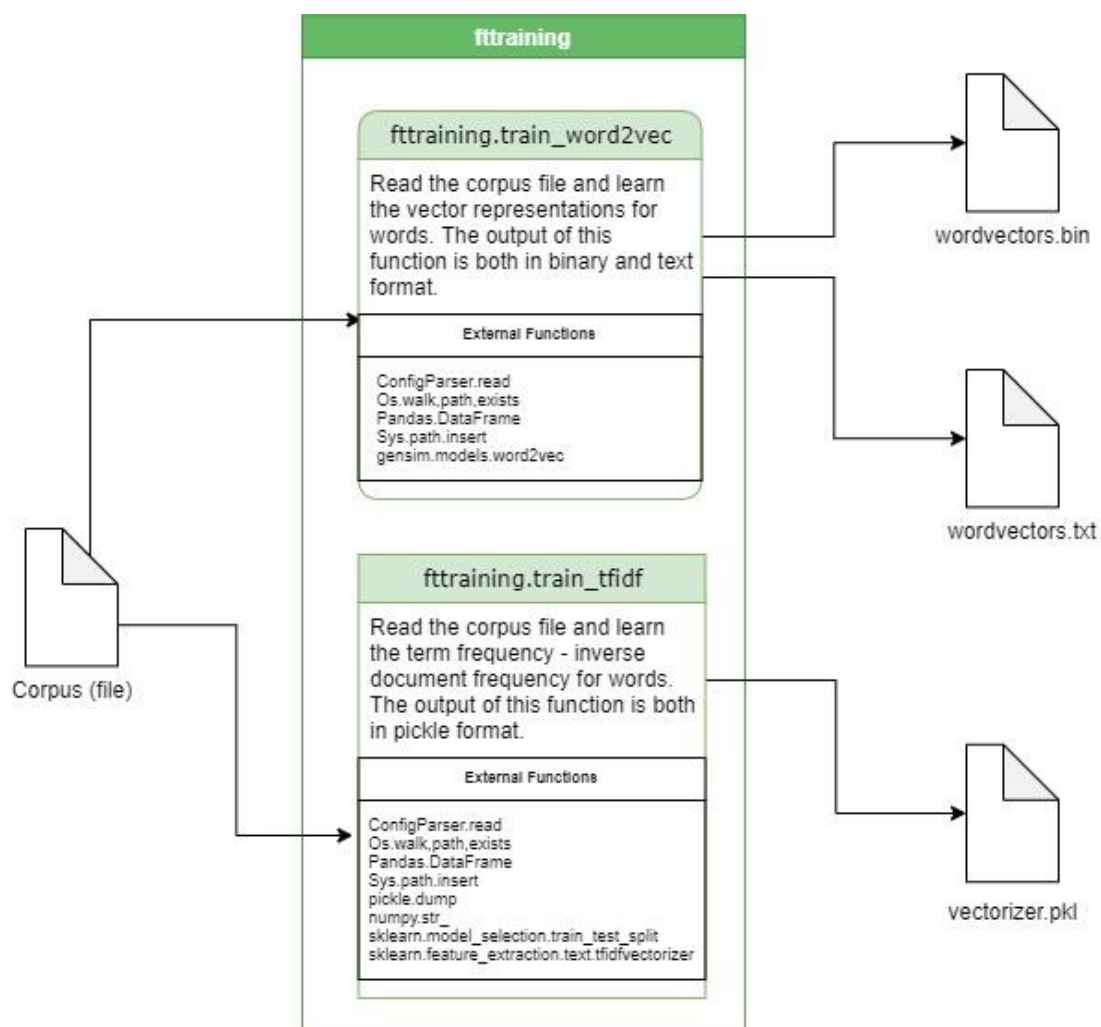 fttraining
fttraining.train_word2vec
Read the corpus file and learn
the vector representations for
words. The output of this
function is both in binary and text
format.
External Functions
ConfigParser.read
Os.walk,path,exists
Pandas.DataFrame
Sys.path.insert
gensim.models.word2vec
wordvectors.bin
wordvectors.txt
Corpus (file)
fttraining.train_tfidf
Read the corpus file and learn
the term frequency - inverse
document frequency for words.
The output of this function is both
in pickle format.
External Functions
ConfigParser.read
Os.walk,path,exists
Pandas.DataFrame
Sys.path.insert
pickle.dump
numpy.str_
sklearn.model_selection.train_test_split
sklearn.feature_extraction.text.tfidfvectorizer
vectorizer.pkl